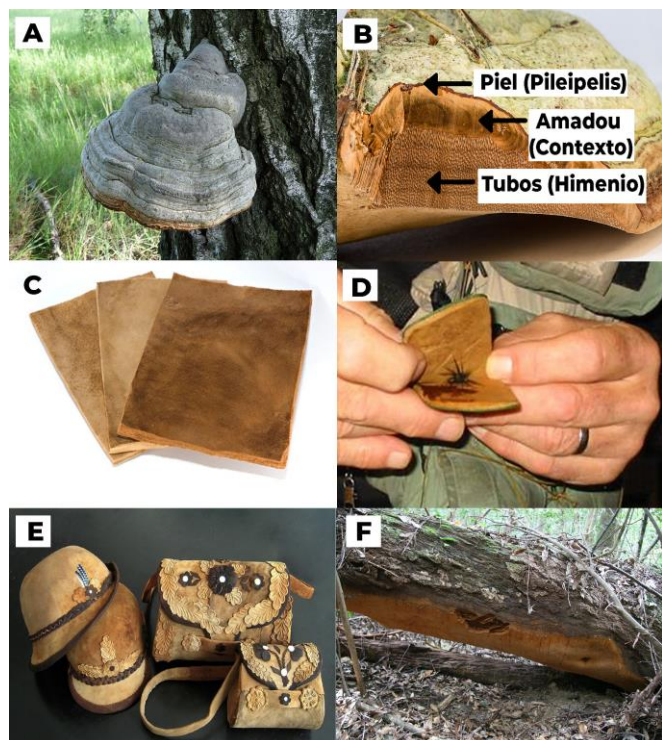 A
B
Piel (Pileipelis)
Amadou
(Contexto)
Tubos (Himenio)
C
D
E
F